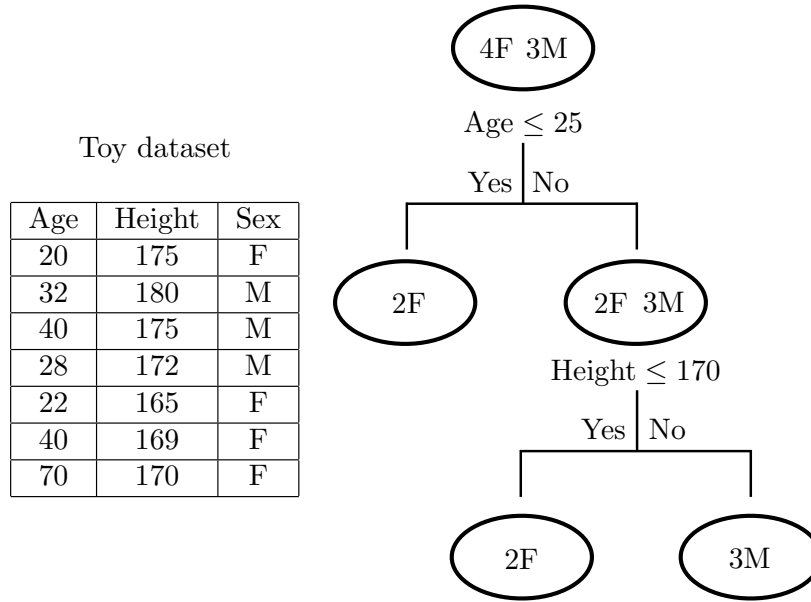 Toy dataset
Age Height Sex
20 175 F
32 180 M
40 175 M
28 172 M
22 165 F
40 169 F
70 170 F
4F 3M
Age ≤ 25
Yes No
2F 2F 3M
Height ≤ 170
Yes No
2F 3M